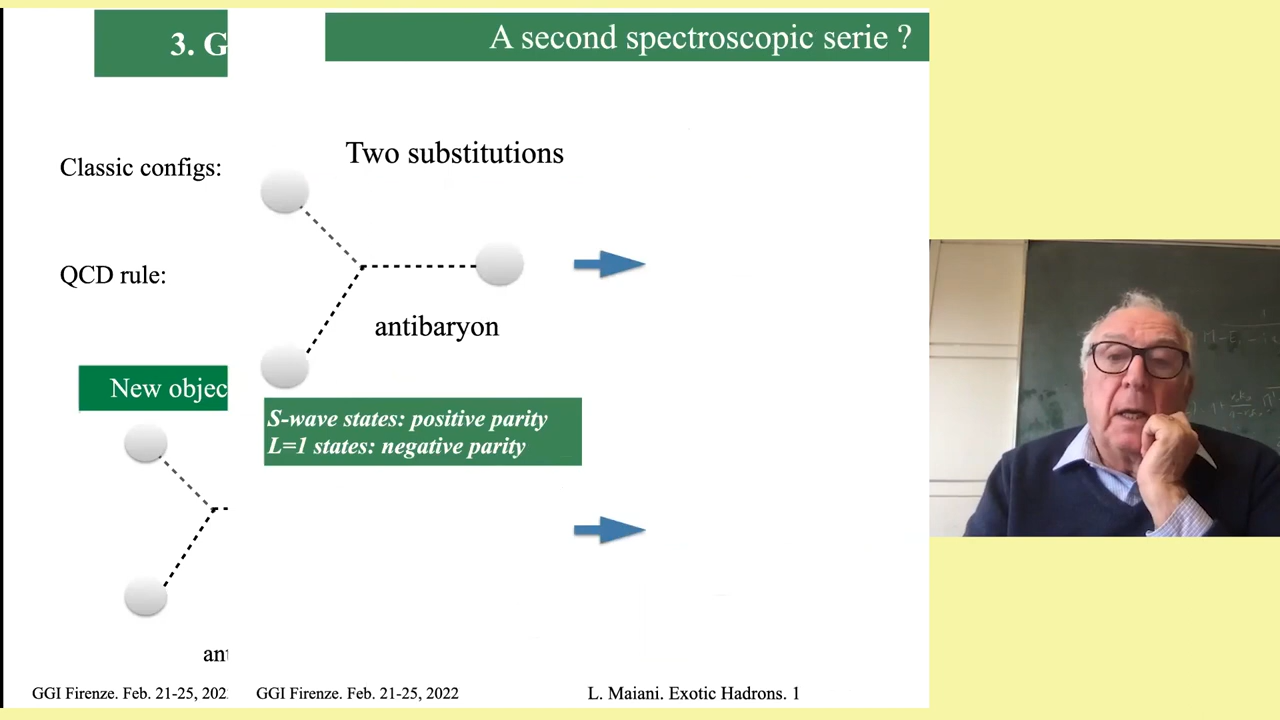 3. G
A second spectroscopic serie ?
Classic configs:
Two substitutions
QCD rule:
antibaryon
New objec
S-wave states: positive parity
L=1 states: negative parity
an
GGI Firenze. Feb. 21-25, 202
GGI Firenze. Feb. 21-25, 2022
L. Maiani. Exotic Hadrons. 1